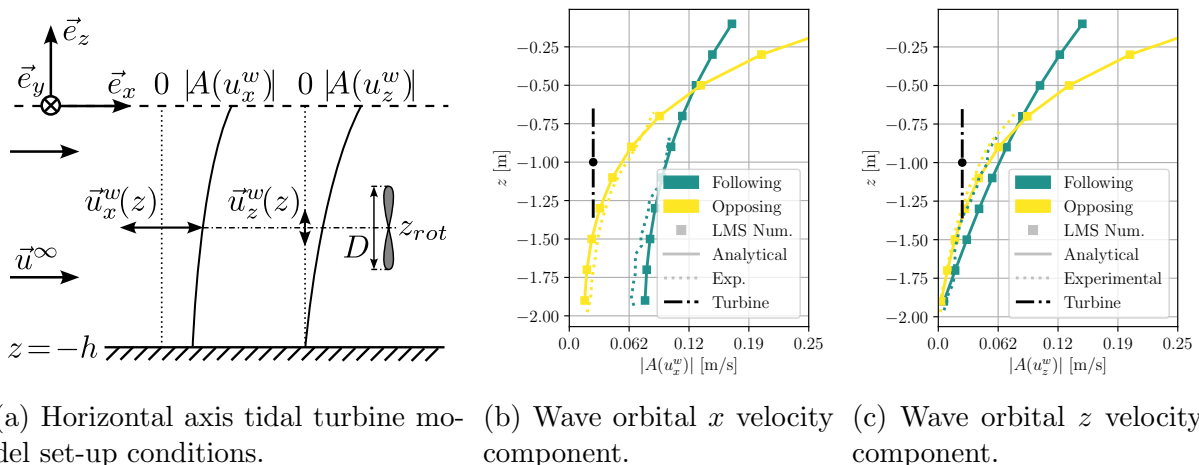 e⃗_z
e⃗_y
e⃗_x 0 |A(u_x^w)| 0 |A(u_z^w)|
u⃗_x^w(z) u⃗_z^w(z)
D z_rot
u⃗^∞
z = −h
z [m]
−0.25
−0.50
−0.75
−1.00
−1.25
−1.50
−1.75
−2.00
0.0 0.062 0.12 0.19 0.25
|A(u_x^w)| [m/s]
Following
Opposing
LMS Num.
Analytical
Exp.
Turbine
z [m]
−0.25
−0.50
−0.75
−1.00
−1.25
−1.50
−1.75
−2.00
0.0 0.062 0.12 0.19 0.25
|A(u_z^w)| [m/s]
Following
Opposing
LMS Num.
Analytical
Experimental
Turbine
a) Horizontal axis tidal turbine mo-
del set-up conditions.
(b) Wave orbital x velocity
component.
(c) Wave orbital z velocity
component.